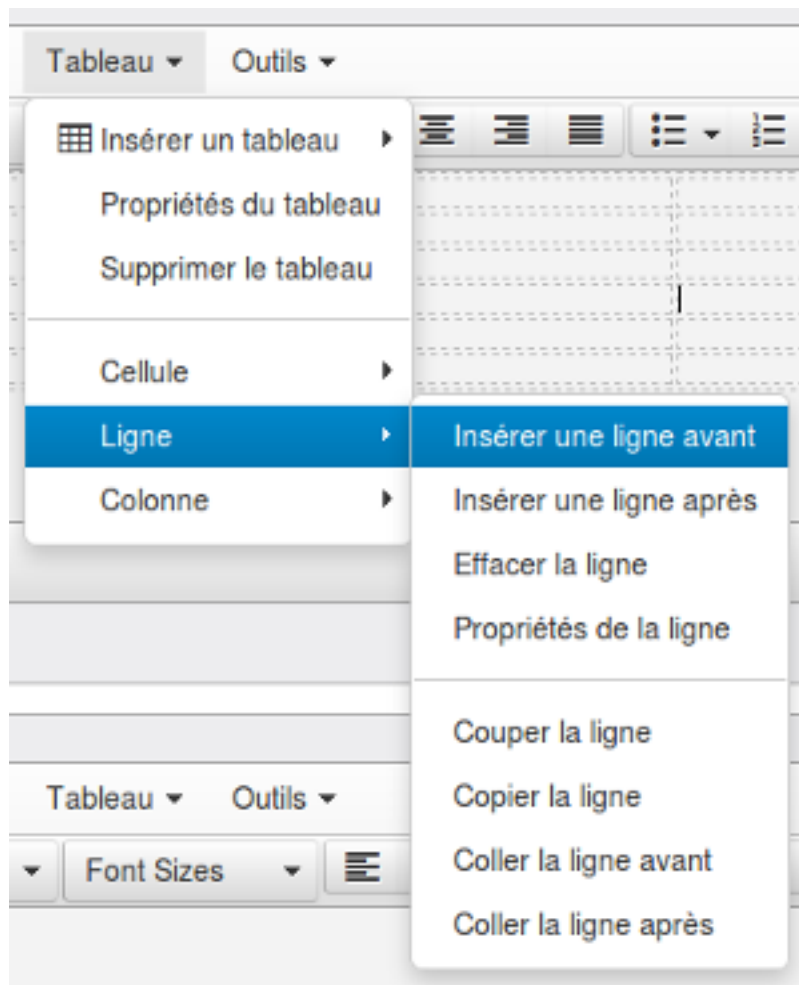 Tableau Outils
Insérer un tableau
Propriétés du tableau
Supprimer le tableau
Cellule
Ligne
Colonne
Insérer une ligne avant
Insérer une ligne après
Effacer la ligne
Propriétés de la ligne
Couper la ligne
Copier la ligne
Coller la ligne avant
Coller la ligne après
Tableau Outils
Font Sizes